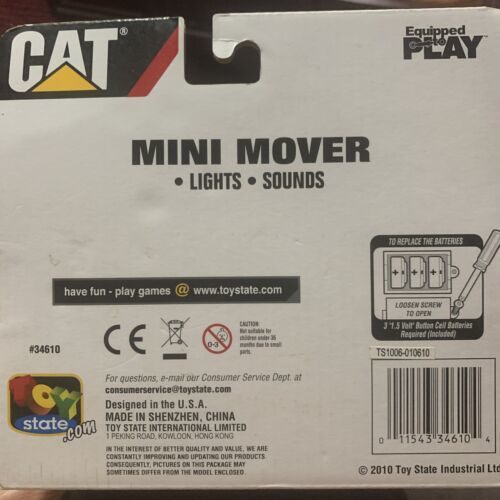 CAT®
Equipped
PLAY™
MINI MOVER
• LIGHTS • SOUNDS
TO REPLACE THE BATTERIES
LOOSEN SCREW
TO OPEN
3 "1.5 Volt" Button Cell Batteries
Required (Included)
have fun - play games @ www.toystate.com
#34610
CE
0-3
CAUTION:
Not suitable for
children under 36
months due to small
parts.
TS1006-010610
For questions, e-mail our Consumer Service Dept. at
consumerservice@toystate.com
Toy
state
.com
Designed in the U.S.A.
MADE IN SHENZHEN, CHINA
TOY STATE INTERNATIONAL LIMITED
1 PEKING ROAD, KOWLOON, HONG KONG
IN THE INTEREST OF BETTER QUALITY AND VALUE, WE ARE
CONSTANTLY IMPROVING AND UPDATING OUR PRODUCTS.
CONSEQUENTLY, PICTURES ON THIS PACKAGE MAY
SOMETIMES DIFFER FROM THE MODEL ENCLOSED.
0 11543 34610 4
© 2010 Toy State Industrial Ltd